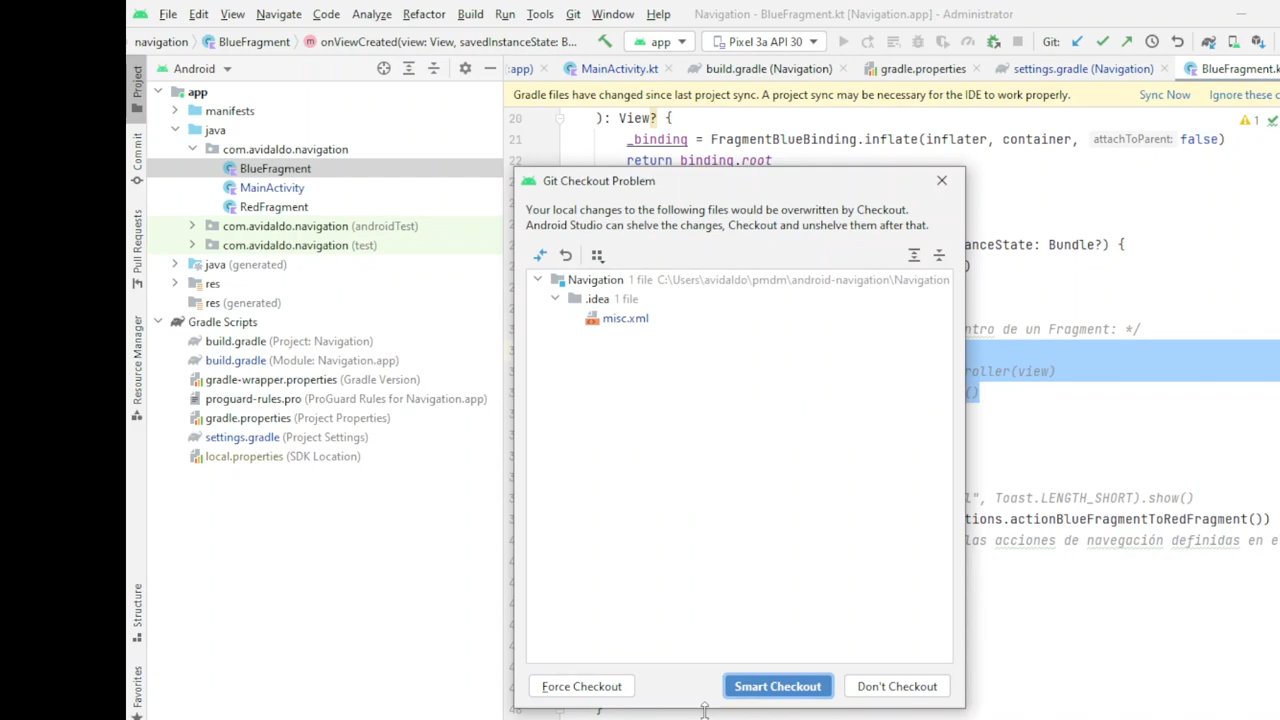 File Edit View Navigate Code Analyze Refactor Build Run Tools Git Window Help Navigation - BlueFragment.kt [Navigation.app] - Administrator
navigation BlueFragment onViewCreated(view: View, savedInstanceState: B... app Pixel 3a API 30 Git:
Android
:app) MainActivity.kt build.gradle (Navigation) gradle.properties settings.gradle (Navigation) BlueFragment.k
Gradle files have changed since last project sync. A project sync may be necessary for the IDE to work properly. Sync Now Ignore these c
Project
Commit
Pull Requests
Resource Manager
Structure
Favorites
app
manifests
java
com.avidaldo.navigation
BlueFragment
MainActivity
RedFragment
com.avidaldo.navigation (androidTest)
com.avidaldo.navigation (test)
java (generated)
res
res (generated)
Gradle Scripts
build.gradle (Project: Navigation)
build.gradle (Module: Navigation.app)
gradle-wrapper.properties (Gradle Version)
proguard-rules.pro (ProGuard Rules for Navigation.app)
gradle.properties (Project Properties)
settings.gradle (Project Settings)
local.properties (SDK Location)
20 ): View? {
1
21 _binding = FragmentBlueBinding.inflate(inflater, container, attachToParent: false)
22 return binding.root
Git Checkout Problem
Your local changes to the following files would be overwritten by Checkout.
Android Studio can shelve the changes, Checkout and unshelve them after that.
Navigation 1 file C:\Users\avidaldo\pmdm\android-navigation\Navigation
.idea 1 file
misc.xml
Force Checkout Smart Checkout Don't Checkout
anceState: Bundle?) {
)
ntro de un Fragment: */
roller(view)
()
l", Toast.LENGTH_SHORT).show()
tions.actionBlueFragmentToRedFragment())
las acciones de navegación definidas en e
}